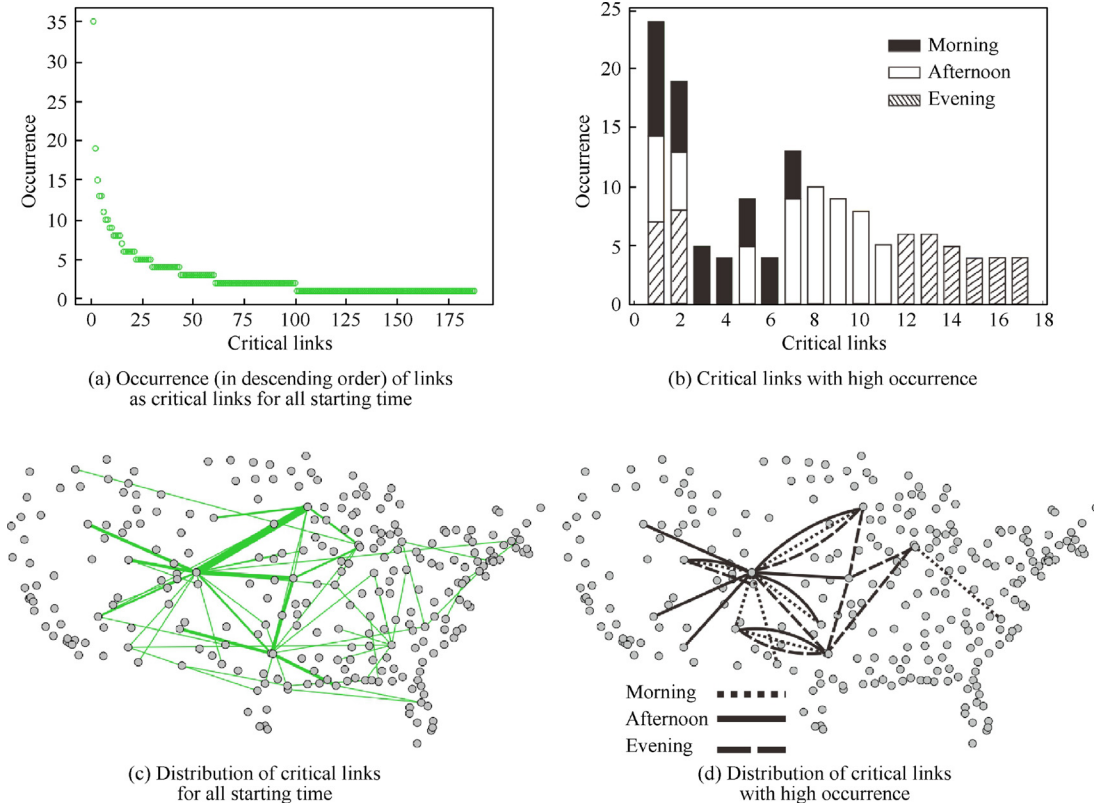 35
30
25
20
15
10
5
0
Occurrence
0 25 50 75 100 125 150 175
Critical links
(a) Occurrence (in descending order) of links
as critical links for all starting time
25
20
15
10
5
0
Occurrence
Morning
Afternoon
Evening
0 2 4 6 8 10 12 14 16 18
Critical links
(b) Critical links with high occurrence
(c) Distribution of critical links
for all starting time
Morning
Afternoon
Evening
(d) Distribution of critical links
with high occurrence